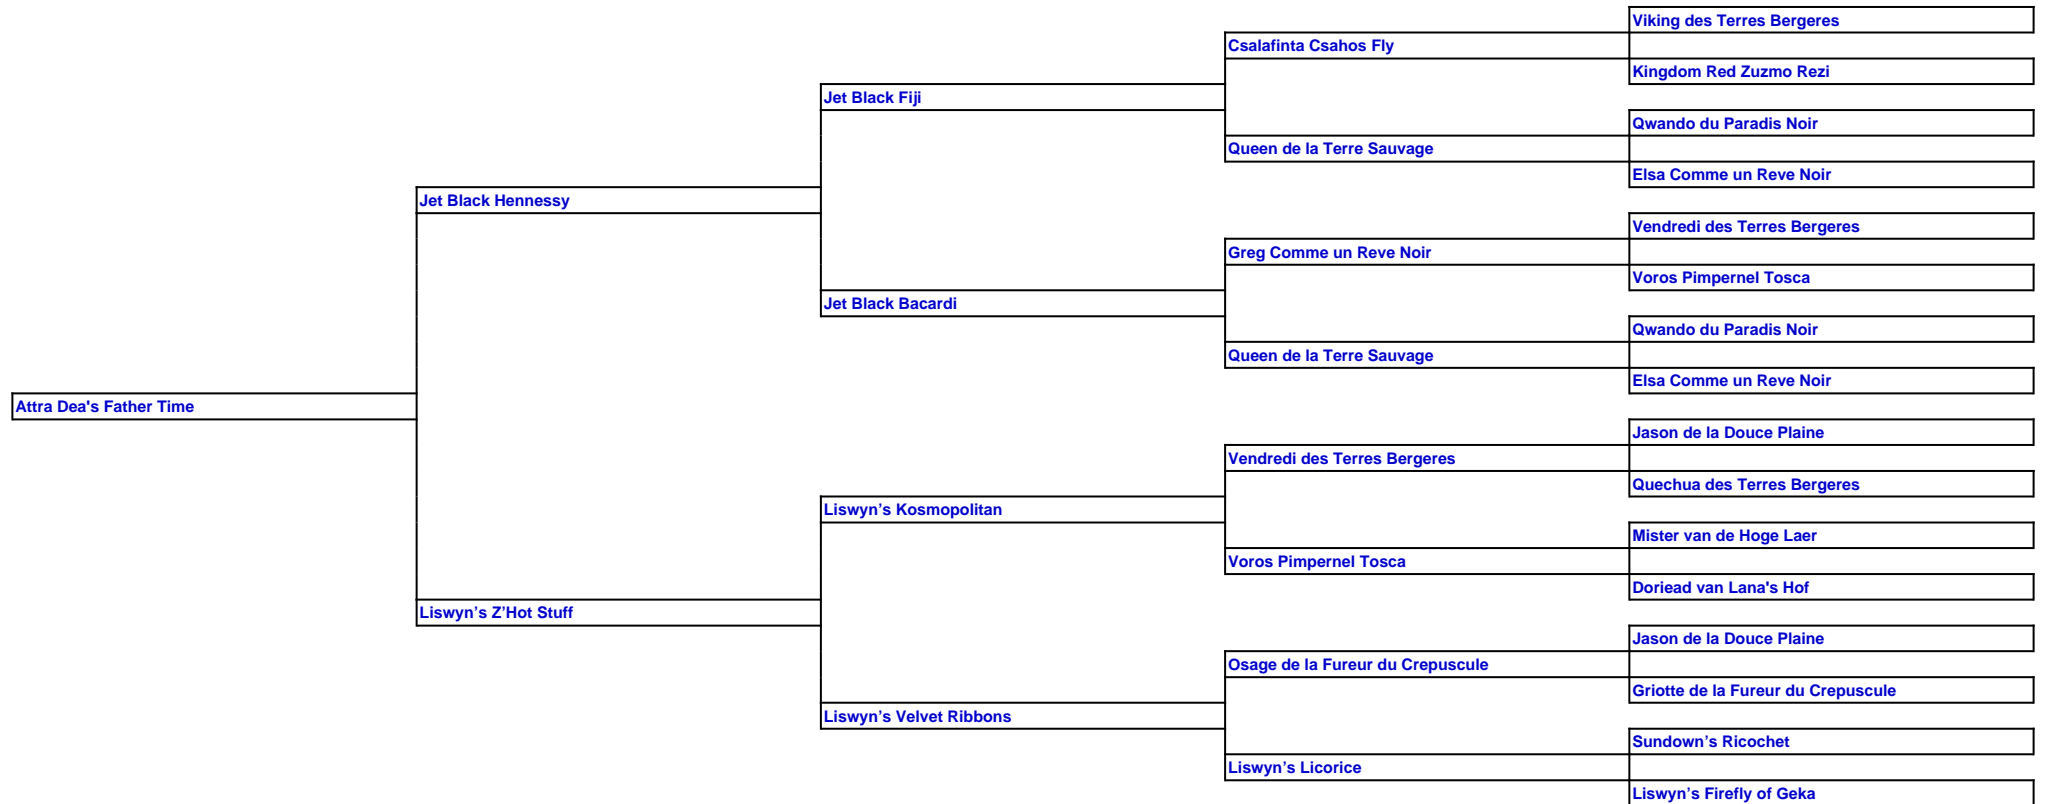 Viking des Terres Bergeres
Csalafinta Csahos Fly
Kingdom Red Zuzmo Rezi
Jet Black Fiji
Qwando du Paradis Noir
Queen de la Terre Sauvage
Elsa Comme un Reve Noir
Jet Black Hennessy
Vendredi des Terres Bergeres
Greg Comme un Reve Noir
Voros Pimpernel Tosca
Jet Black Bacardi
Qwando du Paradis Noir
Queen de la Terre Sauvage
Elsa Comme un Reve Noir
Attra Dea's Father Time
Jason de la Douce Plaine
Vendredi des Terres Bergeres
Quechua des Terres Bergeres
Liswyn’s Kosmopolitan
Mister van de Hoge Laer
Voros Pimpernel Tosca
Doriead van Lana's Hof
Liswyn’s Z’Hot Stuff
Jason de la Douce Plaine
Osage de la Fureur du Crepuscule
Griotte de la Fureur du Crepuscule
Liswyn’s Velvet Ribbons
Sundown’s Ricochet
Liswyn’s Licorice
Liswyn’s Firefly of Geka